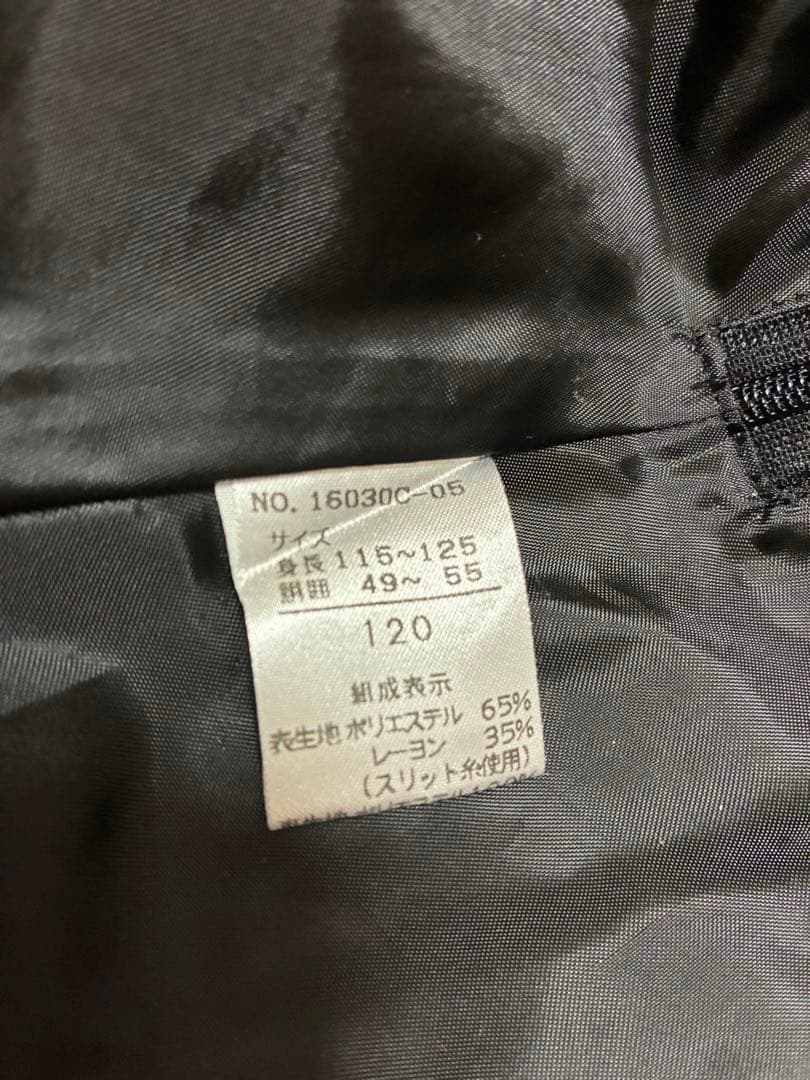 NO. 16030C-05
サイズ
身長 115~125
胴囲 49~ 55
120
組成表示
表生地 ポリエステル 65%
レーヨン 35%
(スリット糸使用)